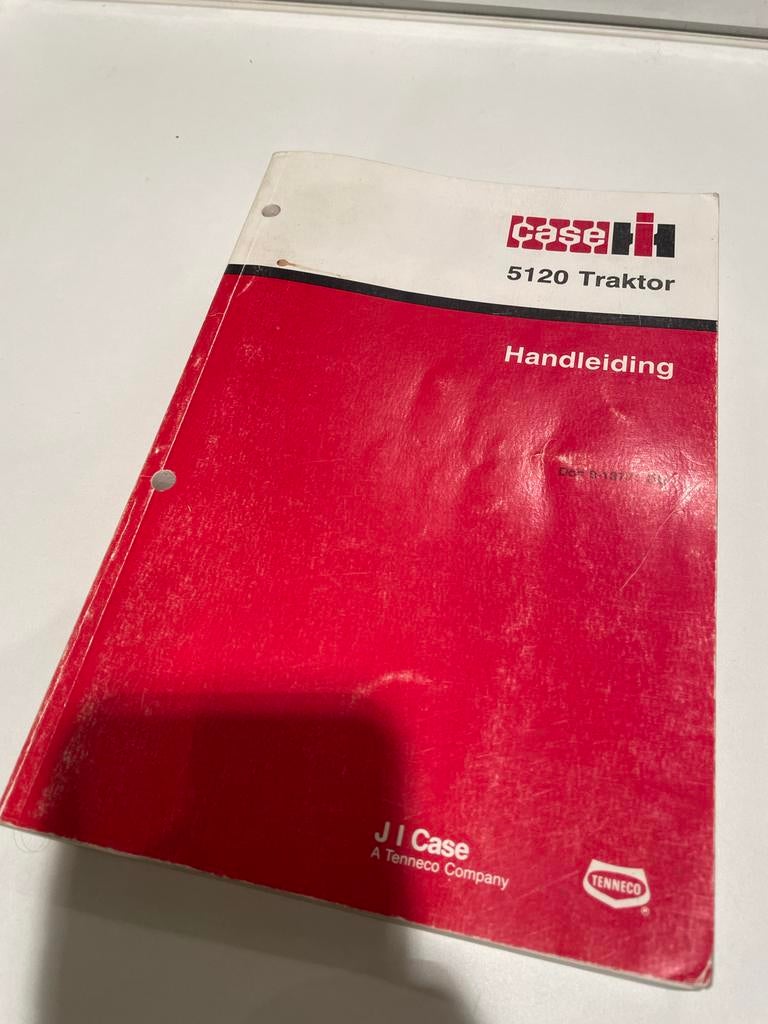 case IH
5120 Traktor
Handleiding
J I Case
A Tenneco Company
TENNECO
®